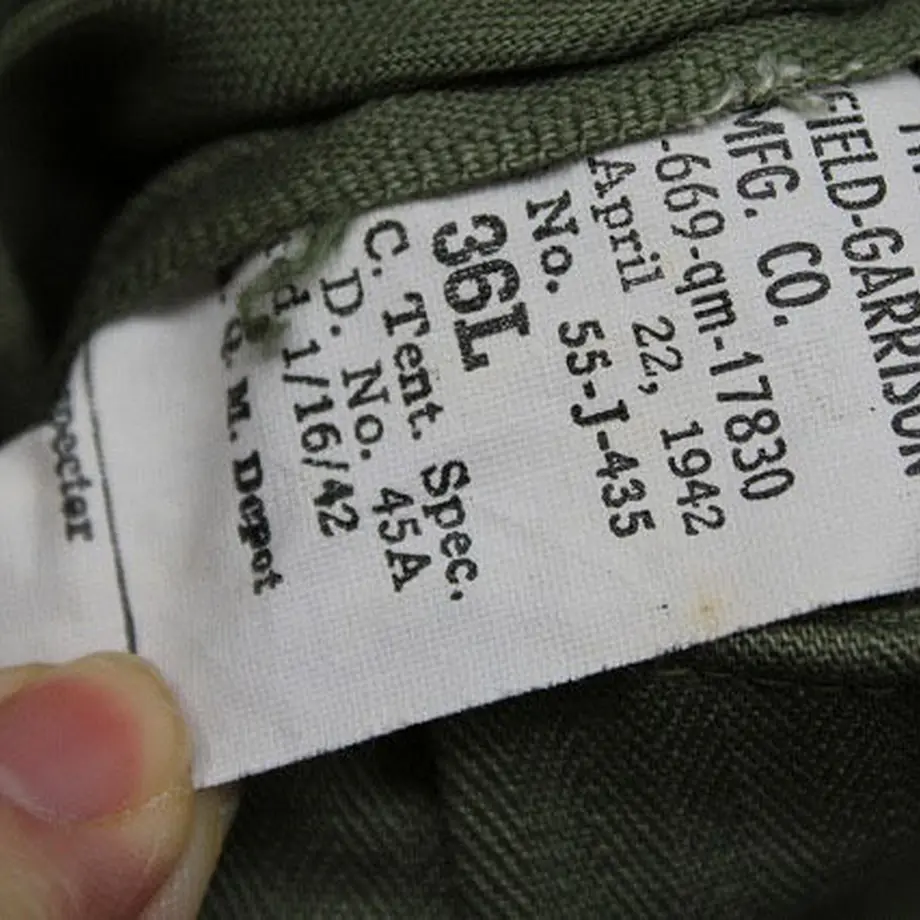 FIELD-GARRISON
MFG. CO.
-669-qm-17830
April 22, 1942
No. 55-J-435
36L
C. Tent. Spec.
D. No. 45A
d 1/16/42
Q. M. Depot
pector